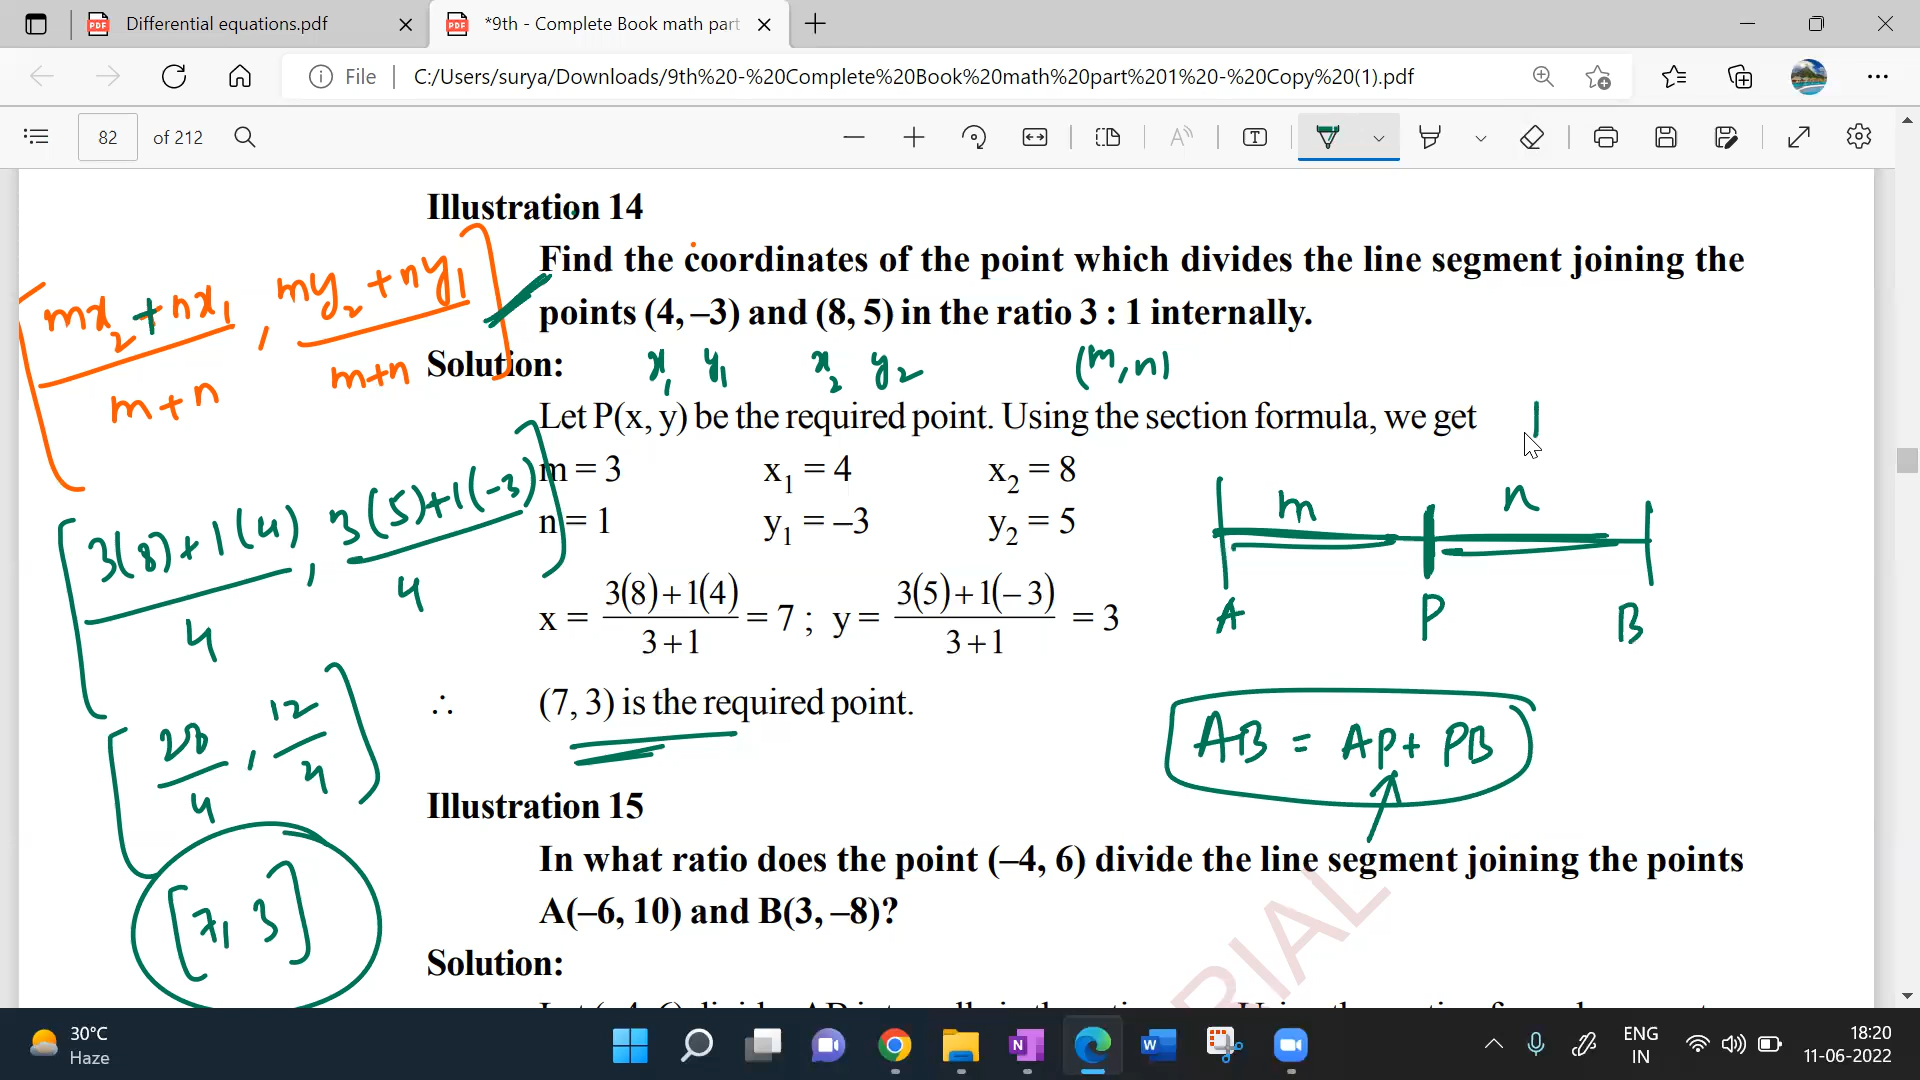 Differential equations.pdf
*9th - Complete Book math part
File
C:/Users/surya/Downloads/9th%20-%20Complete%20Book%20math%20part%201%20-%20Copy%20(1).pdf
82 of 212
Illustration 14
Find the coordinates of the point which divides the line segment joining the
points (4, –3) and (8, 5) in the ratio 3 : 1 internally.
[mx₂ + nx₁ / m + n , my₂ + ny₁ / m+n]
Solution:
x₁ y₁ x₂ y₂ (m, n)
Let P(x, y) be the required point. Using the section formula, we get
m = 3 x₁ = 4 x₂ = 8
n = 1 y₁ = –3 y₂ = 5
[3(8)+1(4) / 4 , 3(5)+1(-3) / 4]
m n
A P B
x = 3(8)+1(4) / 3+1 = 7 ; y = 3(5)+1(–3) / 3+1 = 3
∴ (7, 3) is the required point.
[28/4 , 12/4]
AB = AP + PB
[7, 3]
Illustration 15
In what ratio does the point (–4, 6) divide the line segment joining the points
A(–6, 10) and B(3, –8)?
Solution:
RIAL
30°C
Haze
ENG
IN
18:20
11-06-2022